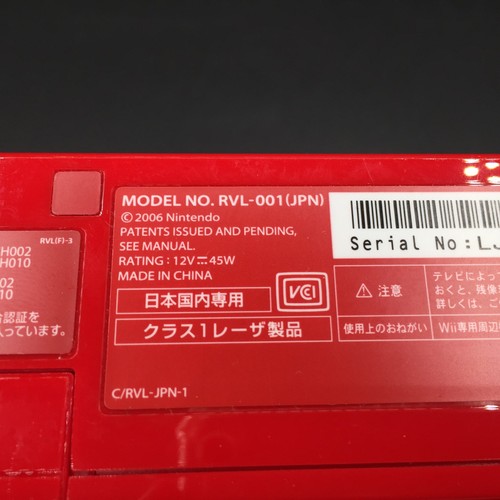 RVL(F)-3
H002
H010
02
10
合認証を
入っています。
MODEL NO. RVL-001(JPN)
© 2006 Nintendo
PATENTS ISSUED AND PENDING,
SEE MANUAL.
RATING : 12V⎓45W
MADE IN CHINA
日本国内専用
VCCI
クラス1レーザ製品
C/RVL-JPN-1
Serial No:LJ
⚠ 注意
テレビによっ
おくと、残像
詳しくは、こ
使用上のおねがい
Wii専用周辺